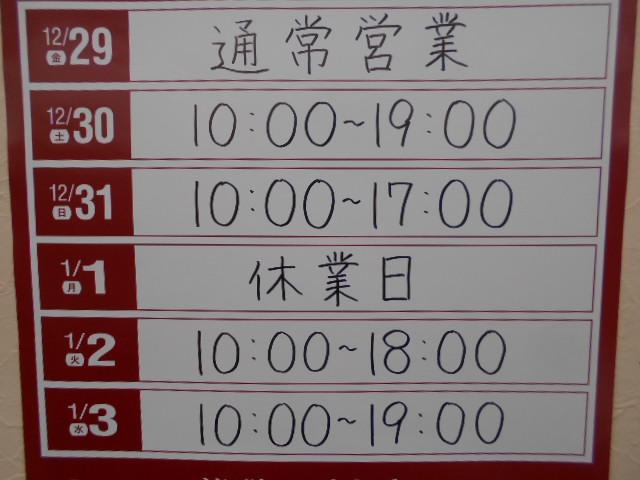 12/29 金 通常営業
12/30 土 10:00~19:00
12/31 日 10:00~17:00
1/1 月 休業日
1/2 火 10:00~18:00
1/3 水 10:00~19:00